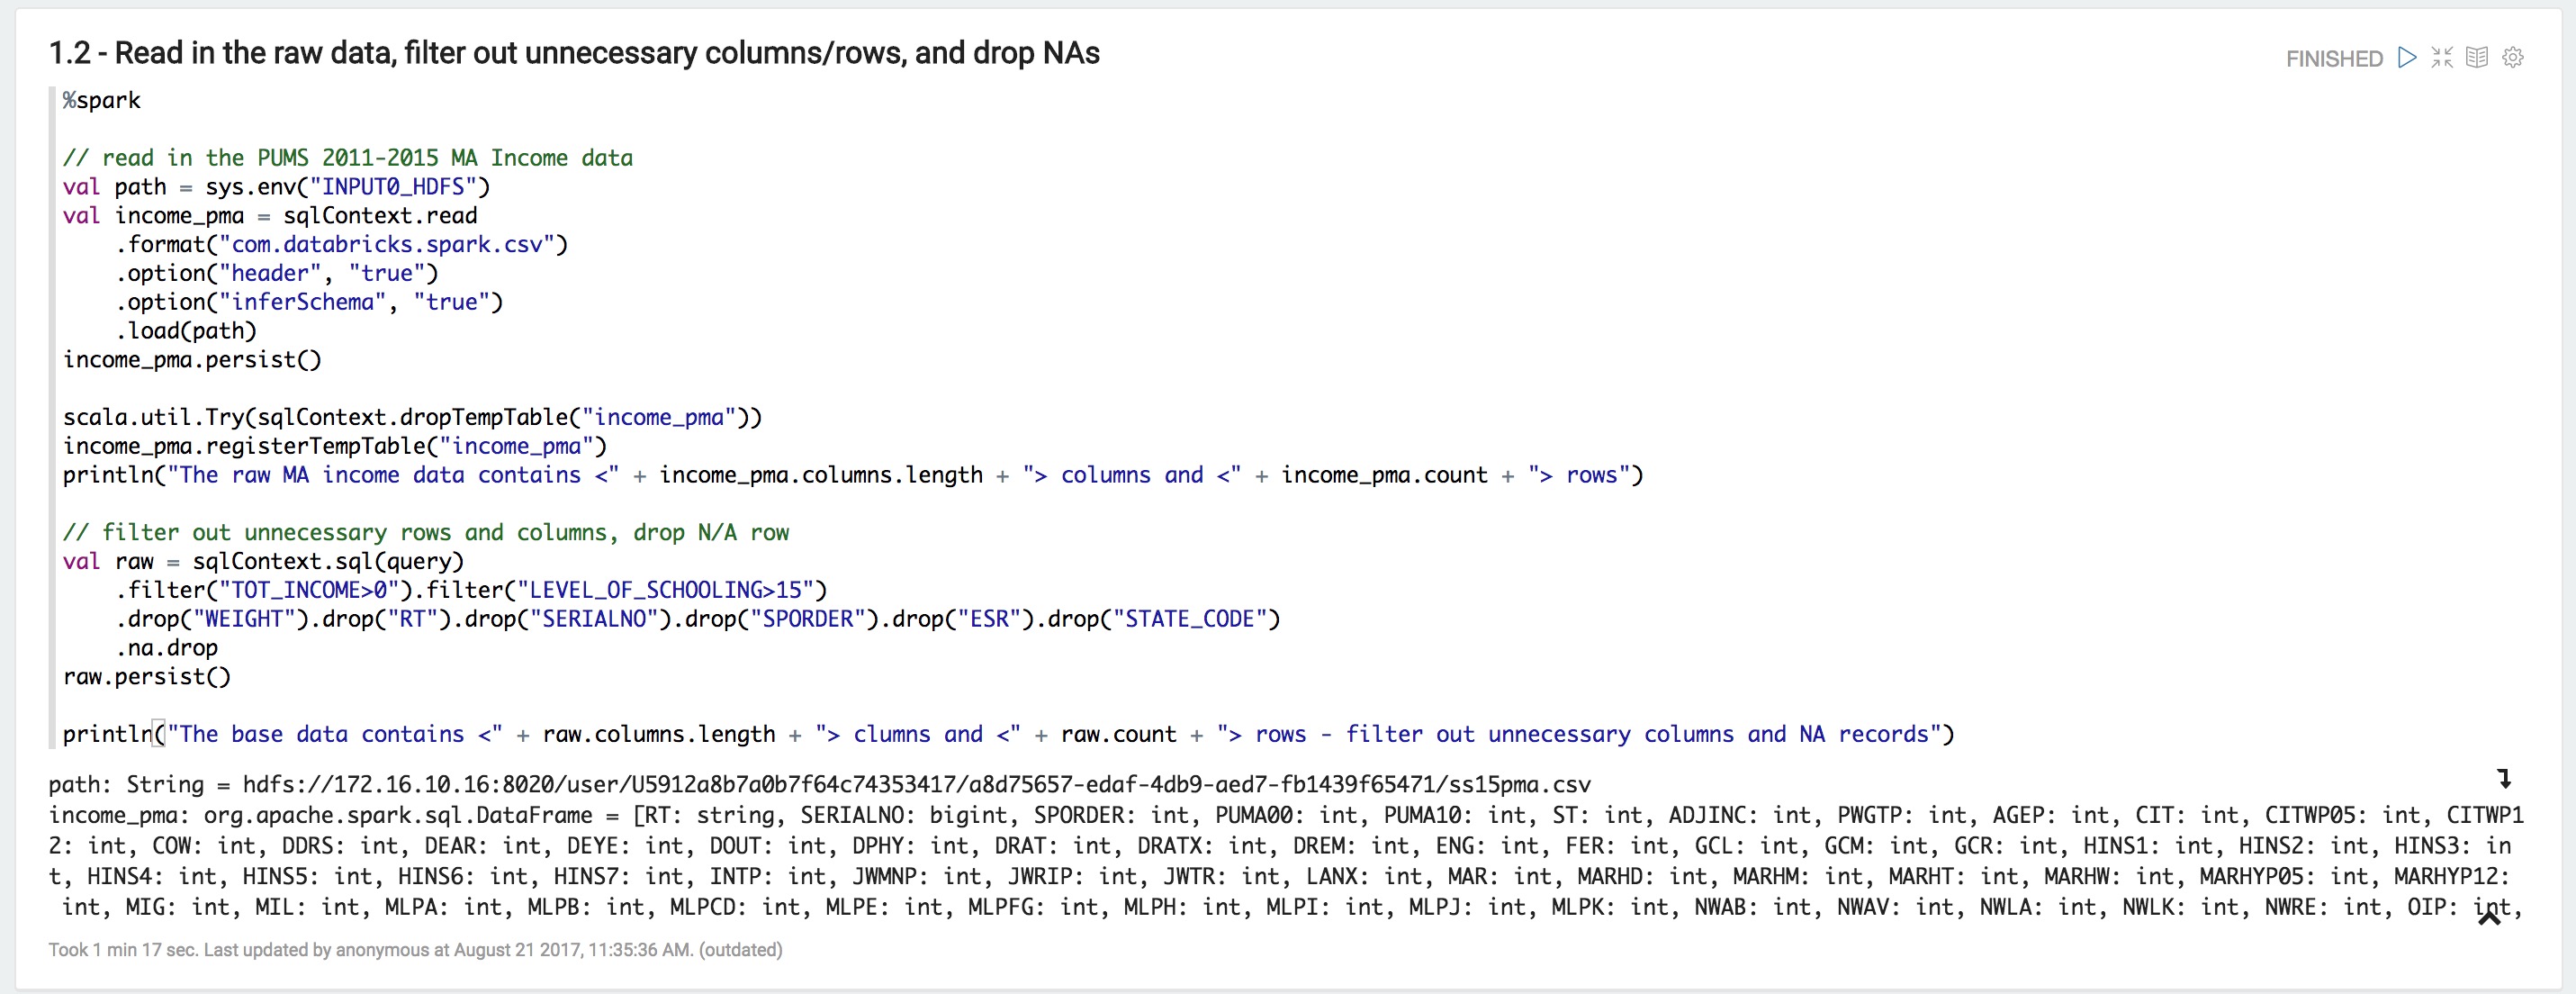 1.2 - Read in the raw data, filter out unnecessary columns/rows, and drop NAs
FINISHED
%spark
// read in the PUMS 2011-2015 MA Income data
val path = sys.env("INPUT0_HDFS")
val income_pma = sqlContext.read
.format("com.databricks.spark.csv")
.option("header", "true")
.option("inferSchema", "true")
.load(path)
income_pma.persist()
scala.util.Try(sqlContext.dropTempTable("income_pma"))
income_pma.registerTempTable("income_pma")
println("The raw MA income data contains <" + income_pma.columns.length + "> columns and <" + income_pma.count + "> rows")
// filter out unnecessary rows and columns, drop N/A row
val raw = sqlContext.sql(query)
.filter("TOT_INCOME>0").filter("LEVEL_OF_SCHOOLING>15")
.drop("WEIGHT").drop("RT").drop("SERIALNO").drop("SPORDER").drop("ESR").drop("STATE_CODE")
.na.drop
raw.persist()
println("The base data contains <" + raw.columns.length + "> clumns and <" + raw.count + "> rows - filter out unnecessary columns and NA records")
path: String = hdfs://172.16.10.16:8020/user/U5912a8b7a0b7f64c74353417/a8d75657-edaf-4db9-aed7-fb1439f65471/ss15pma.csv
income_pma: org.apache.spark.sql.DataFrame = [RT: string, SERIALNO: bigint, SPORDER: int, PUMA00: int, PUMA10: int, ST: int, ADJINC: int, PWGTP: int, AGEP: int, CIT: int, CITWP05: int, CITWP1
2: int, COW: int, DDRS: int, DEAR: int, DEYE: int, DOUT: int, DPHY: int, DRAT: int, DRATX: int, DREM: int, ENG: int, FER: int, GCL: int, GCM: int, GCR: int, HINS1: int, HINS2: int, HINS3: in
t, HINS4: int, HINS5: int, HINS6: int, HINS7: int, INTP: int, JWMNP: int, JWRIP: int, JWTR: int, LANX: int, MAR: int, MARHD: int, MARHM: int, MARHT: int, MARHW: int, MARHYP05: int, MARHYP12:
int, MIG: int, MIL: int, MLPA: int, MLPB: int, MLPCD: int, MLPE: int, MLPFG: int, MLPH: int, MLPI: int, MLPJ: int, MLPK: int, NWAB: int, NWAV: int, NWLA: int, NWLK: int, NWRE: int, OIP: int,
Took 1 min 17 sec. Last updated by anonymous at August 21 2017, 11:35:36 AM. (outdated)